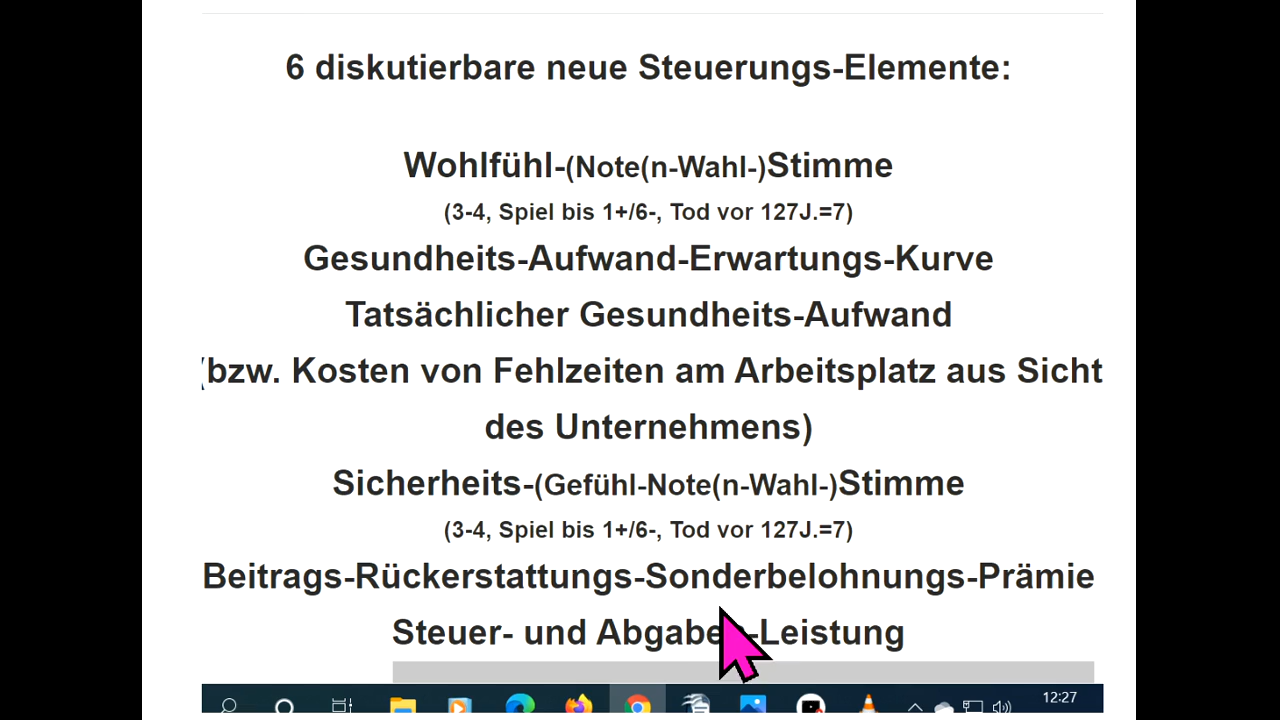 6 diskutierbare neue Steuerungs-Elemente:
Wohlfühl-(Note(n-Wahl-)Stimme
(3-4, Spiel bis 1+/6-, Tod vor 127J.=7)
Gesundheits-Aufwand-Erwartungs-Kurve
Tatsächlicher Gesundheits-Aufwand
(bzw. Kosten von Fehlzeiten am Arbeitsplatz aus Sicht
des Unternehmens)
Sicherheits-(Gefühl-Note(n-Wahl-)Stimme
(3-4, Spiel bis 1+/6-, Tod vor 127J.=7)
Beitrags-Rückerstattungs-Sonderbelohnungs-Prämie
Steuer- und Abgaben-Leistung
12:27